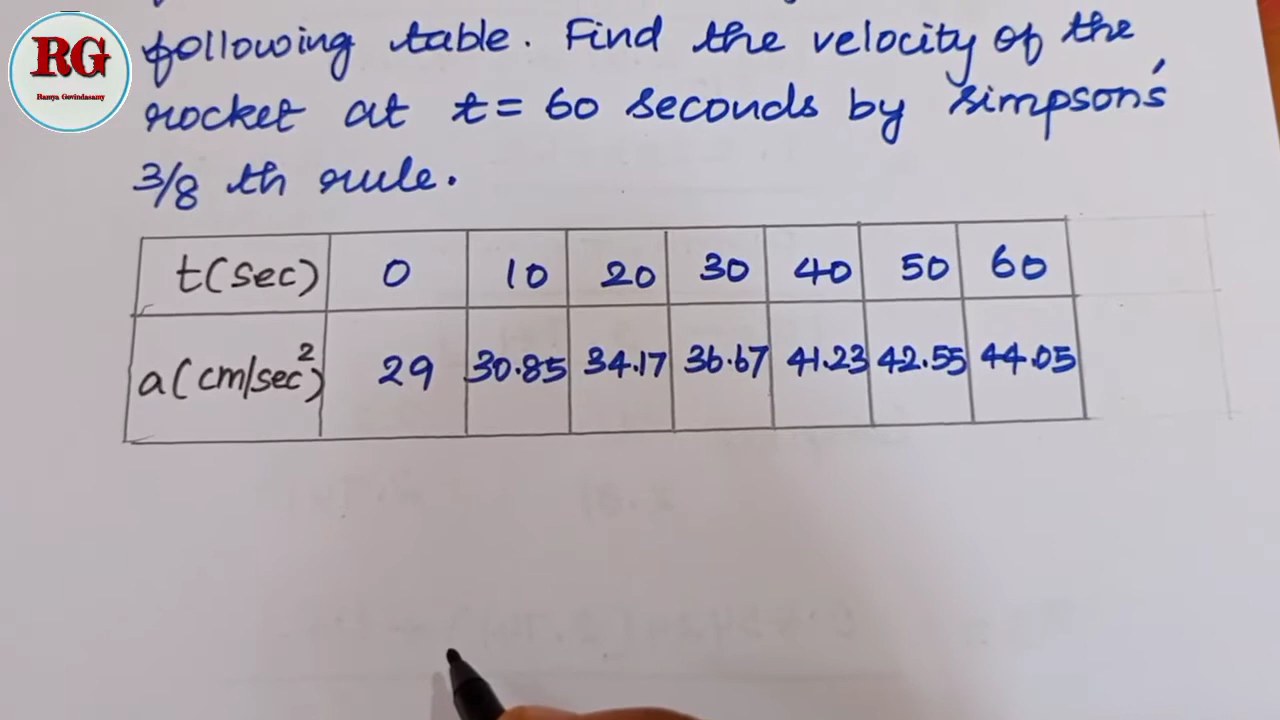 RG
Ramya Govindasamy
following table. Find the velocity of the
rocket at t = 60 seconds by simpson's
3/8 th rule.
t(sec) 0 10 20 30 40 50 60
a(cm/sec²) 29 30.85 34.17 36.67 41.23 42.55 44.05